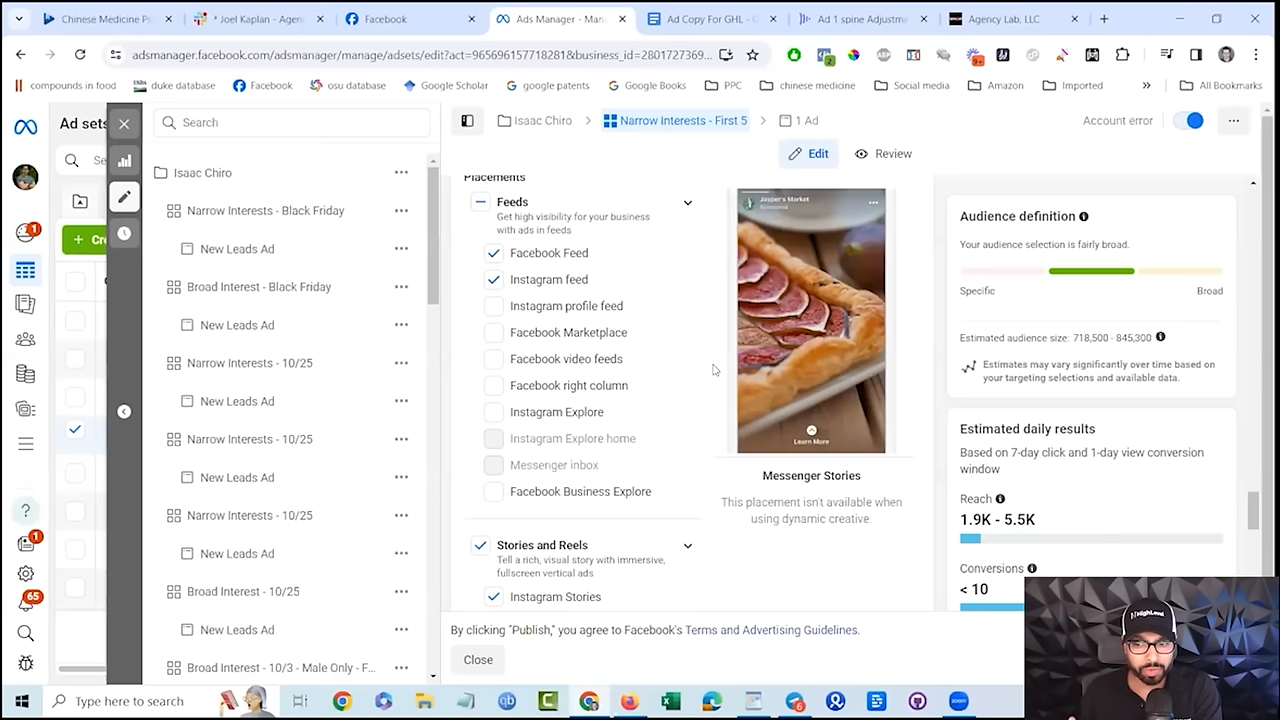 Chinese Medicine Ps
* Joel Kaplan - Agen
Facebook
Ads Manager - Mana
Ad Copy For GHL - G
Ad 1 spine Adjustme
Agency Lab, LLC
adsmanager.facebook.com/adsmanager/manage/adsets/edit?act=965696157718281&business_id=2801727369...
compounds in food
duke database
Facebook
osu database
Google Scholar
google patents
Google Books
PPC
chinese medicine
Social media
Amazon
Imported
All Bookmarks
Ad sets
Search
Isaac Chiro
Narrow Interests - First 5
1 Ad
Account error
Edit
Review
Isaac Chiro
Narrow Interests - Black Friday
New Leads Ad
Broad Interest - Black Friday
New Leads Ad
Narrow Interests - 10/25
New Leads Ad
Narrow Interests - 10/25
New Leads Ad
Narrow Interests - 10/25
New Leads Ad
Broad Interest - 10/25
New Leads Ad
Broad Interest - 10/3 - Male Only - F...
Placements
Feeds
Get high visibility for your business
with ads in feeds
Facebook Feed
Instagram feed
Instagram profile feed
Facebook Marketplace
Facebook video feeds
Facebook right column
Instagram Explore
Instagram Explore home
Messenger inbox
Facebook Business Explore
Stories and Reels
Tell a rich, visual story with immersive,
fullscreen vertical ads
Instagram Stories
Jasper's Market
Sponsored
Learn More
Messenger Stories
This placement isn't available when
using dynamic creative.
Audience definition
Your audience selection is fairly broad.
Specific
Broad
Estimated audience size: 718,500 - 845,300
Estimates may vary significantly over time based on
your targeting selections and available data.
Estimated daily results
Based on 7-day click and 1-day view conversion
window
Reach
1.9K - 5.5K
Conversions
< 10
By clicking "Publish," you agree to Facebook's Terms and Advertising Guidelines.
Close
HighLevel
Type here to search
zoom